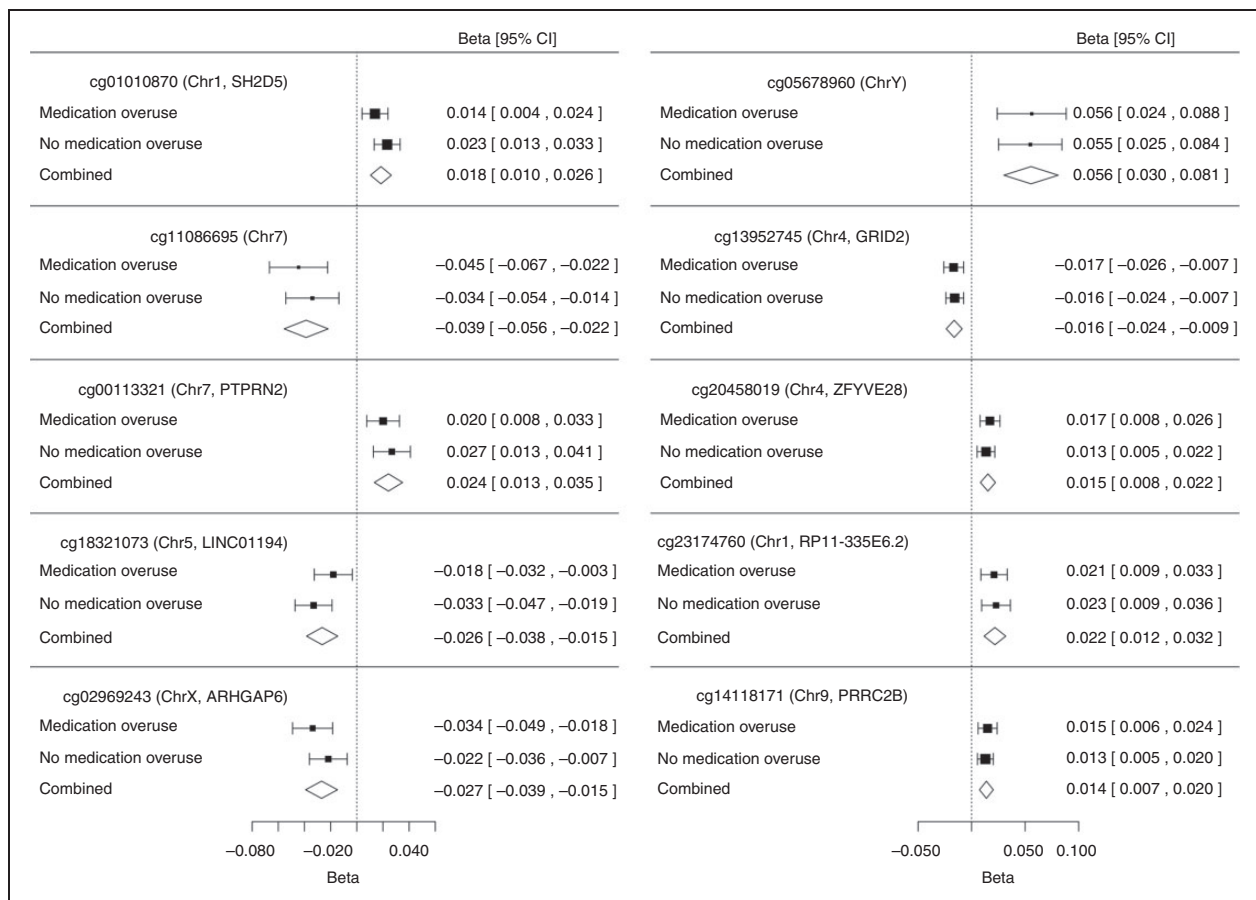 Beta [95% CI]
cg01010870 (Chr1, SH2D5)
Medication overuse 0.014 [ 0.004 , 0.024 ]
No medication overuse 0.023 [ 0.013 , 0.033 ]
Combined 0.018 [ 0.010 , 0.026 ]
cg11086695 (Chr7)
Medication overuse −0.045 [ −0.067 , −0.022 ]
No medication overuse −0.034 [ −0.054 , −0.014 ]
Combined −0.039 [ −0.056 , −0.022 ]
cg00113321 (Chr7, PTPRN2)
Medication overuse 0.020 [ 0.008 , 0.033 ]
No medication overuse 0.027 [ 0.013 , 0.041 ]
Combined 0.024 [ 0.013 , 0.035 ]
cg18321073 (Chr5, LINC01194)
Medication overuse −0.018 [ −0.032 , −0.003 ]
No medication overuse −0.033 [ −0.047 , −0.019 ]
Combined −0.026 [ −0.038 , −0.015 ]
cg02969243 (ChrX, ARHGAP6)
Medication overuse −0.034 [ −0.049 , −0.018 ]
No medication overuse −0.022 [ −0.036 , −0.007 ]
Combined −0.027 [ −0.039 , −0.015 ]
−0.080 −0.020 0.040
Beta
Beta [95% CI]
cg05678960 (ChrY)
Medication overuse 0.056 [ 0.024 , 0.088 ]
No medication overuse 0.055 [ 0.025 , 0.084 ]
Combined 0.056 [ 0.030 , 0.081 ]
cg13952745 (Chr4, GRID2)
Medication overuse −0.017 [ −0.026 , −0.007 ]
No medication overuse −0.016 [ −0.024 , −0.007 ]
Combined −0.016 [ −0.024 , −0.009 ]
cg20458019 (Chr4, ZFYVE28)
Medication overuse 0.017 [ 0.008 , 0.026 ]
No medication overuse 0.013 [ 0.005 , 0.022 ]
Combined 0.015 [ 0.008 , 0.022 ]
cg23174760 (Chr1, RP11-335E6.2)
Medication overuse 0.021 [ 0.009 , 0.033 ]
No medication overuse 0.023 [ 0.009 , 0.036 ]
Combined 0.022 [ 0.012 , 0.032 ]
cg14118171 (Chr9, PRRC2B)
Medication overuse 0.015 [ 0.006 , 0.024 ]
No medication overuse 0.013 [ 0.005 , 0.020 ]
Combined 0.014 [ 0.007 , 0.020 ]
−0.050 0.050 0.100
Beta